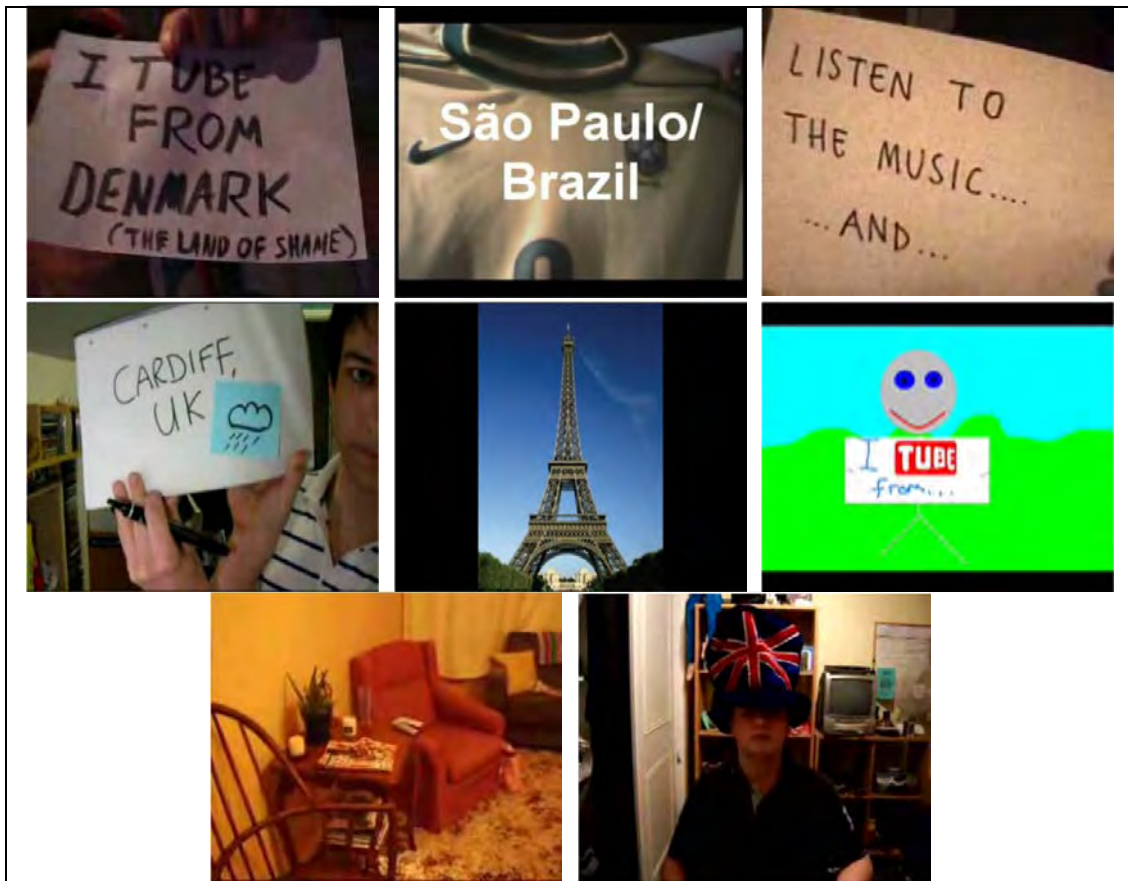 I TUBE
FROM
DENMARK
(THE LAND OF SHAME)
São Paulo/
Brazil
LISTEN TO
THE MUSIC....
...AND...
CARDIFF,
UK
I TUBE
from...